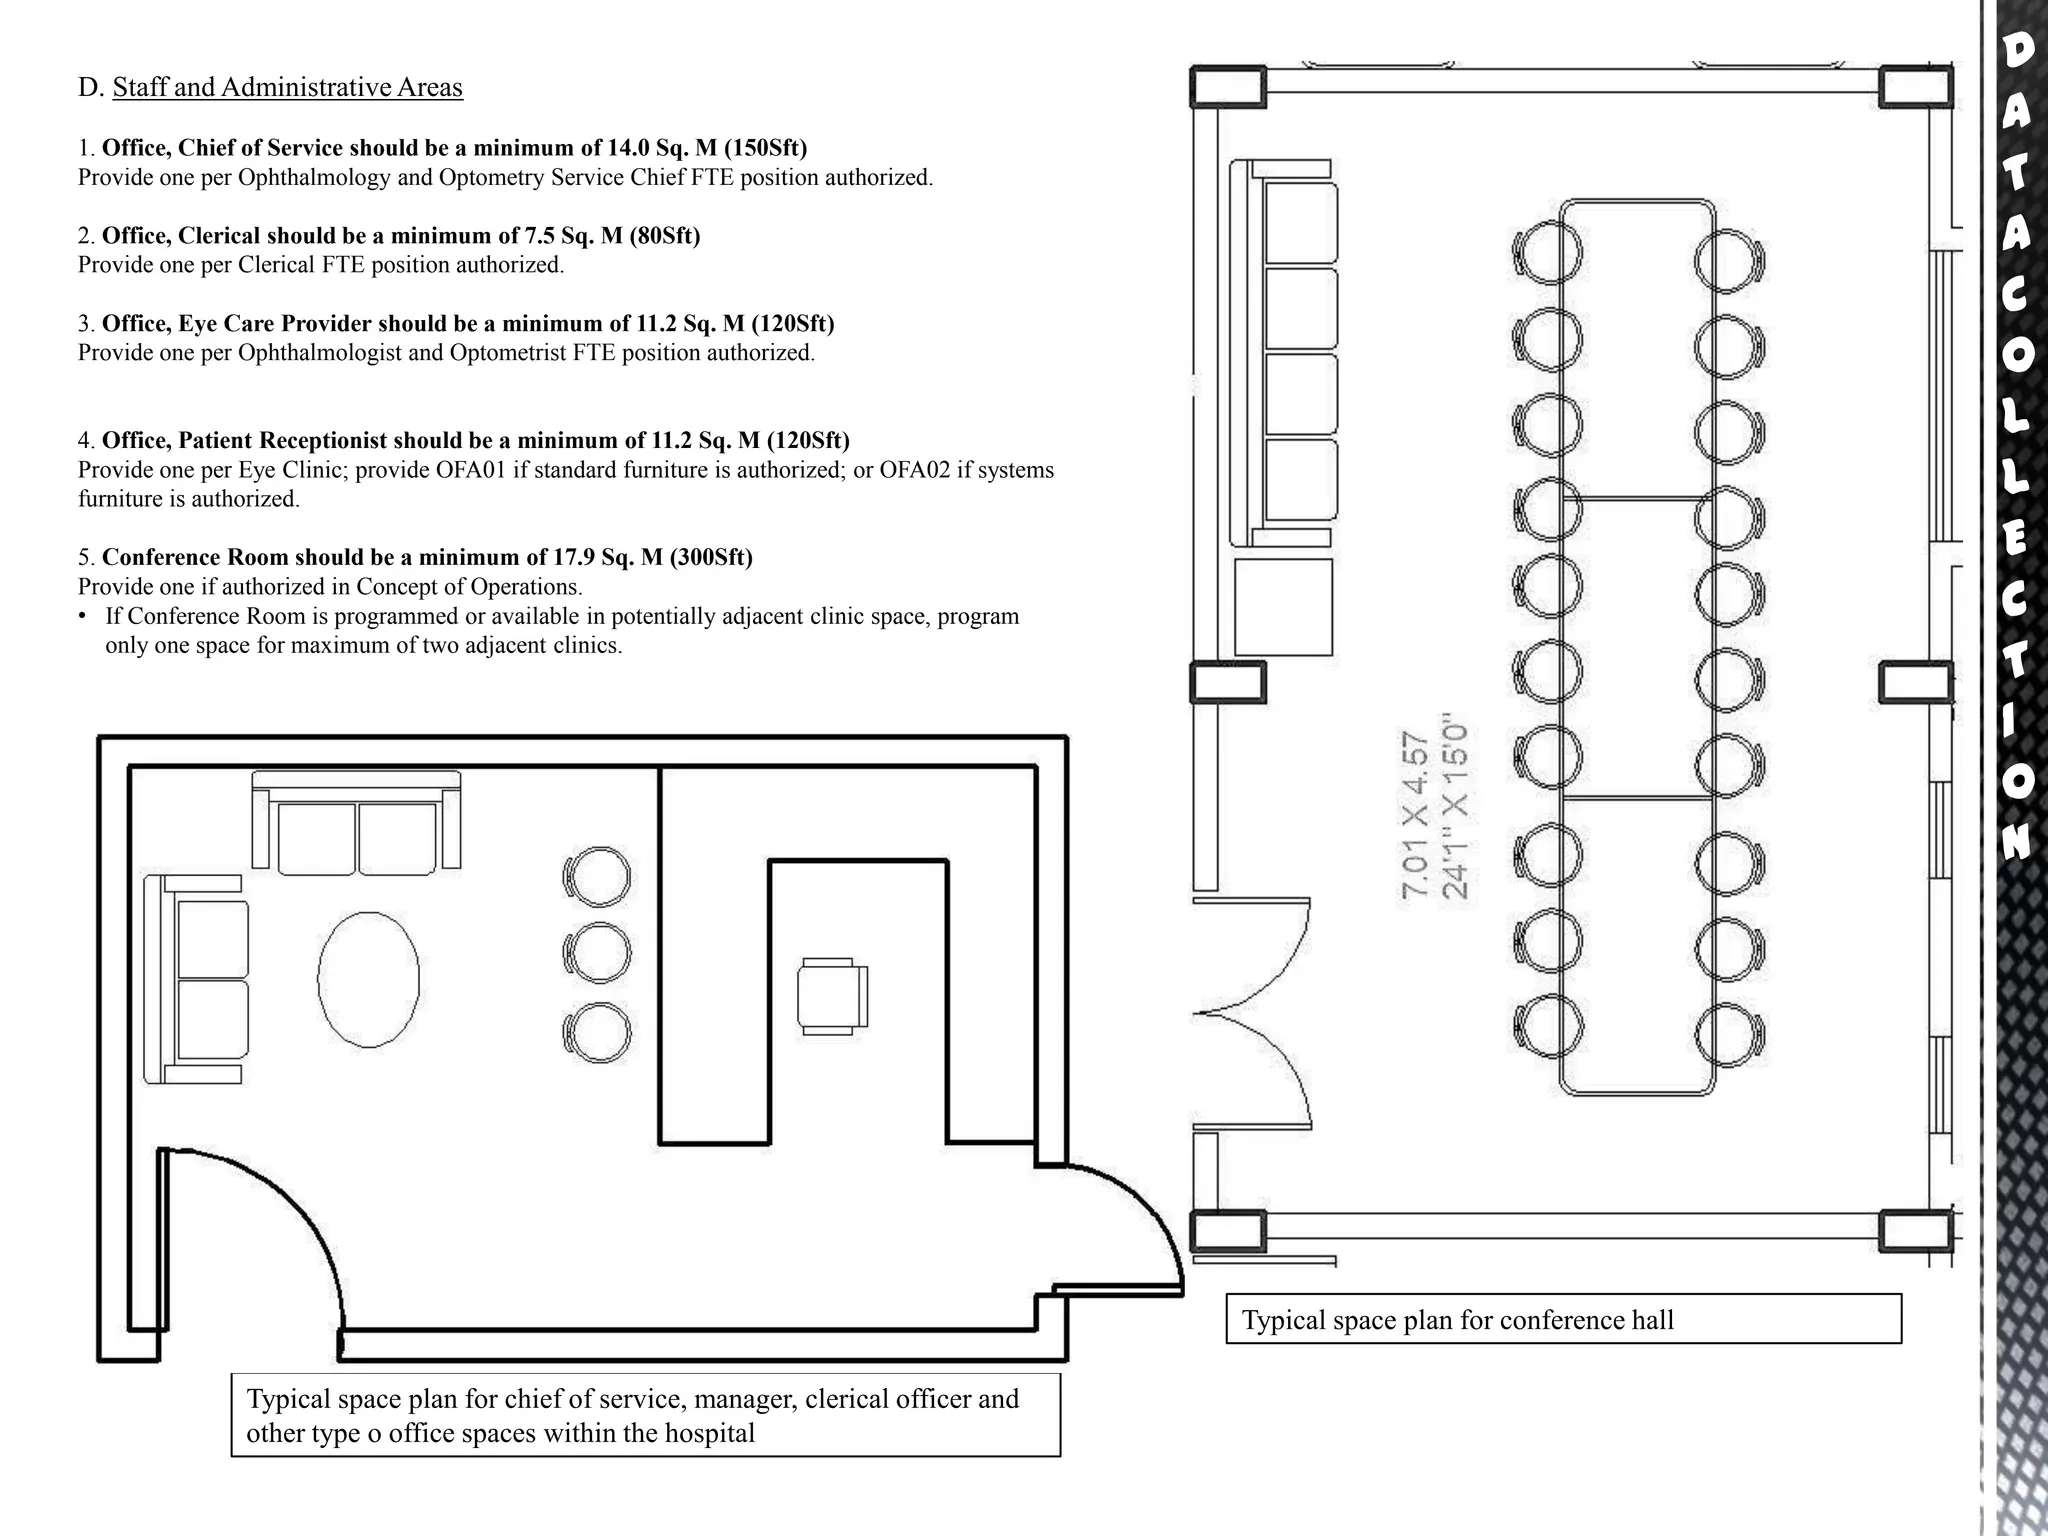 D. Staff and Administrative Areas
1. Office, Chief of Service should be a minimum of 14.0 Sq. M (150Sft)
Provide one per Ophthalmology and Optometry Service Chief FTE position authorized.
2. Office, Clerical should be a minimum of 7.5 Sq. M (80Sft)
Provide one per Clerical FTE position authorized.
3. Office, Eye Care Provider should be a minimum of 11.2 Sq. M (120Sft)
Provide one per Ophthalmologist and Optometrist FTE position authorized.
4. Office, Patient Receptionist should be a minimum of 11.2 Sq. M (120Sft)
Provide one per Eye Clinic; provide OFA01 if standard furniture is authorized; or OFA02 if systems
furniture is authorized.
5. Conference Room should be a minimum of 17.9 Sq. M (300Sft)
Provide one if authorized in Concept of Operations.
• If Conference Room is programmed or available in potentially adjacent clinic space, program
only one space for maximum of two adjacent clinics.
7.01 X 4.57
24'1" X 15'0"
Typical space plan for conference hall
Typical space plan for chief of service, manager, clerical officer and
other type o office spaces within the hospital
DATA COLLECTION